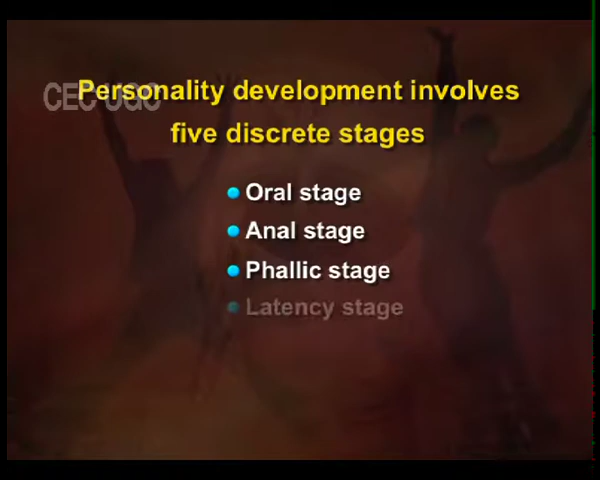 CEC UGC
Personality development involves
five discrete stages
Oral stage
Anal stage
Phallic stage
Latency stage